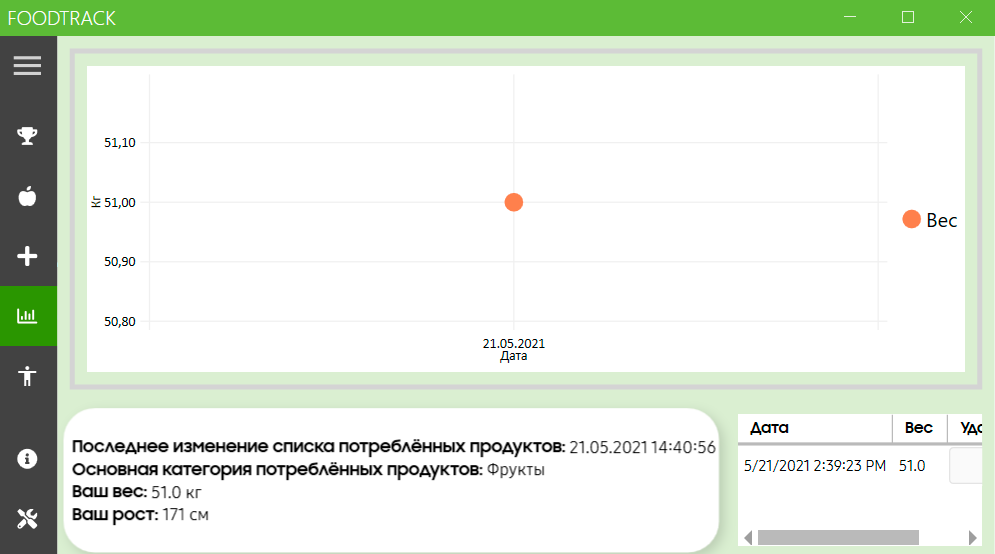 FOODTRACK
51,10
Кг
51,00
50,90
50,80
21.05.2021
Дата
Вес
Последнее изменение списка потреблённых продуктов: 21.05.2021 14:40:56
Основная категория потреблённых продуктов: Фрукты
Ваш вес: 51.0 кг
Ваш рост: 171 см
Дата Вес
5/21/2021 2:39:23 PM 51.0